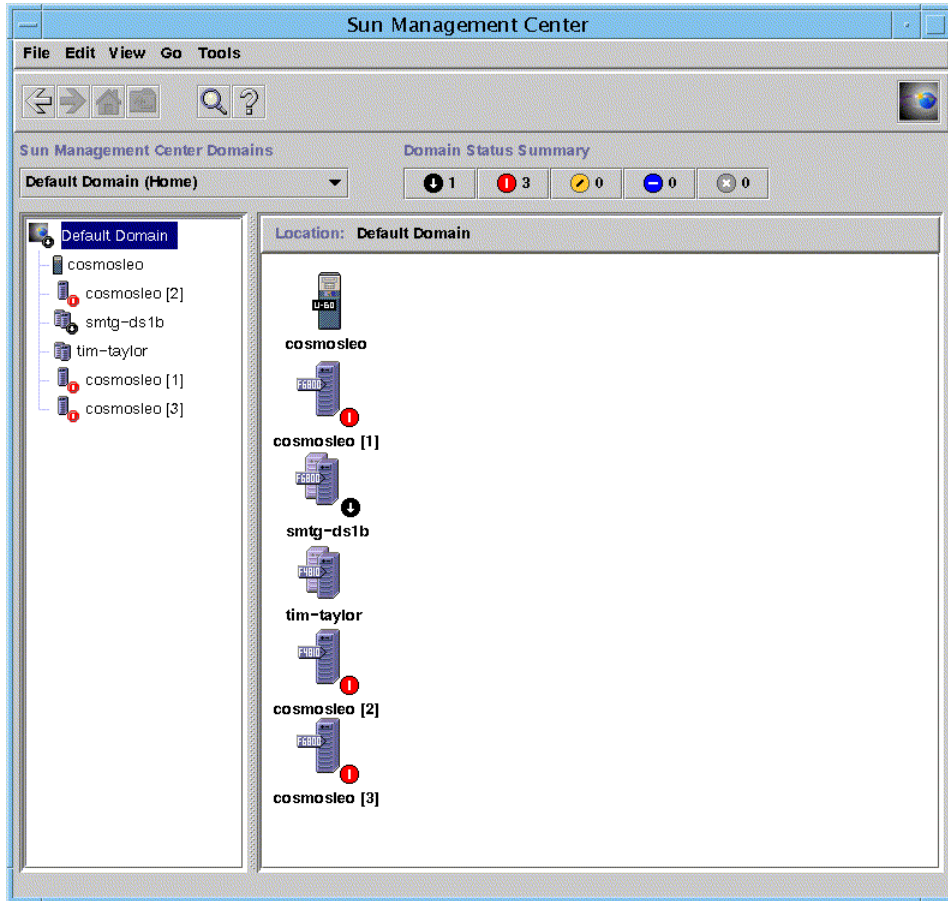 Sun Management Center
File Edit View Go Tools
Sun Management Center Domains
Domain Status Summary
Default Domain (Home)
1 3 0 0 0
Default Domain
cosmosleo
cosmosleo [2]
smtg-ds1b
tim-taylor
cosmosleo [1]
cosmosleo [3]
Location: Default Domain
U-60
cosmosleo
F6800
cosmosleo [1]
F6800
smtg-ds1b
F4810
tim-taylor
F4810
cosmosleo [2]
F6800
cosmosleo [3]